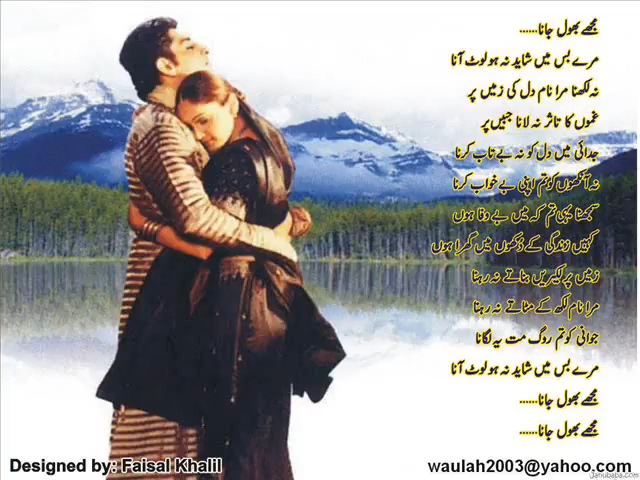 مجھے بھول جانا......
مرے بس میں شاید نہ ہو لوٹ آنا
نہ لکھنا مرا نام دل کی زمیں پر
غموں کا تاثر نہ لانا جبیں پر
جدائی میں دل کو نہ بے تاب کرنا
نہ آنکھوں کو تم اپنی بے خواب کرنا
سمجھنا یہی تم کہ میں بے وفا ہوں
کہیں زندگی کے دکھوں میں گھرا ہوں
زمیں پر لکیریں بناتے نہ رہنا
مرا نام لکھ کے مٹاتے نہ رہنا
جوانی کو تم روگ مت یہ لگانا
مرے بس میں شاید نہ ہو لوٹ آنا
مجھے بھول جانا......
مجھے بھول جانا......
Designed by: Faisal Khalil
waulah2003@yahoo.com
Janubaba.com